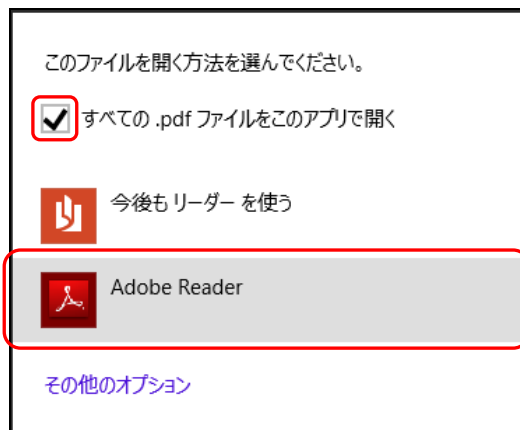 このファイルを開く方法を選んでください。
すべての .pdf ファイルをこのアプリで開く
今後も リーダー を使う
Adobe Reader
その他のオプション